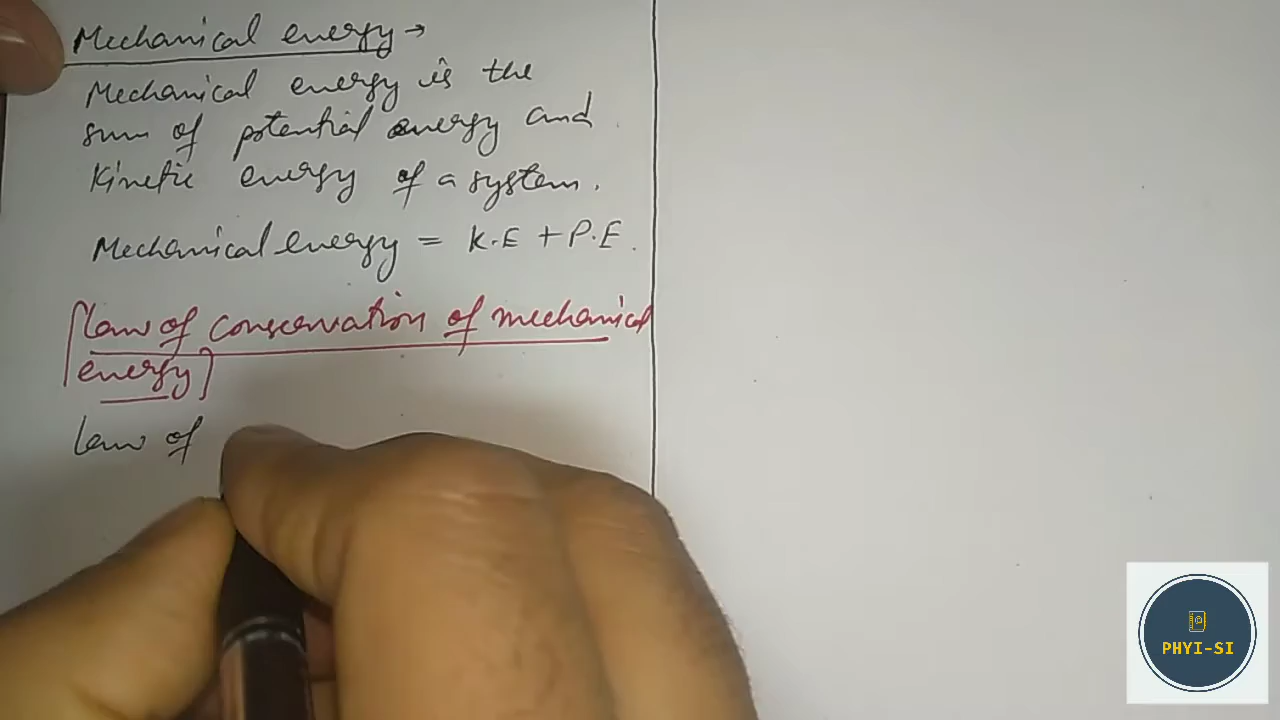 Mechanical energy →
Mechanical energy is the
sum of potential energy and
Kinetic energy of a system.
Mechanical energy = K.E + P.E.
law of conservation of mechanical
energy
law of
PHYI-SI